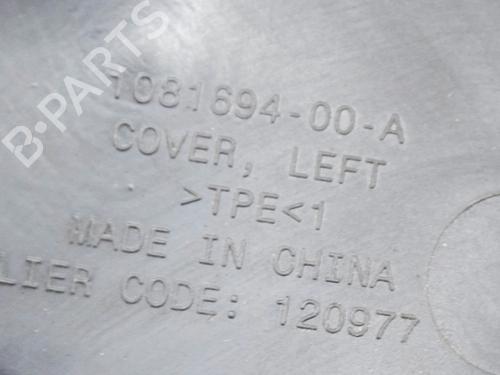 B-PARTS
1081694-00-A
COVER, LEFT
>TPE<1
MADE IN CHINA
LIER CODE: 120977